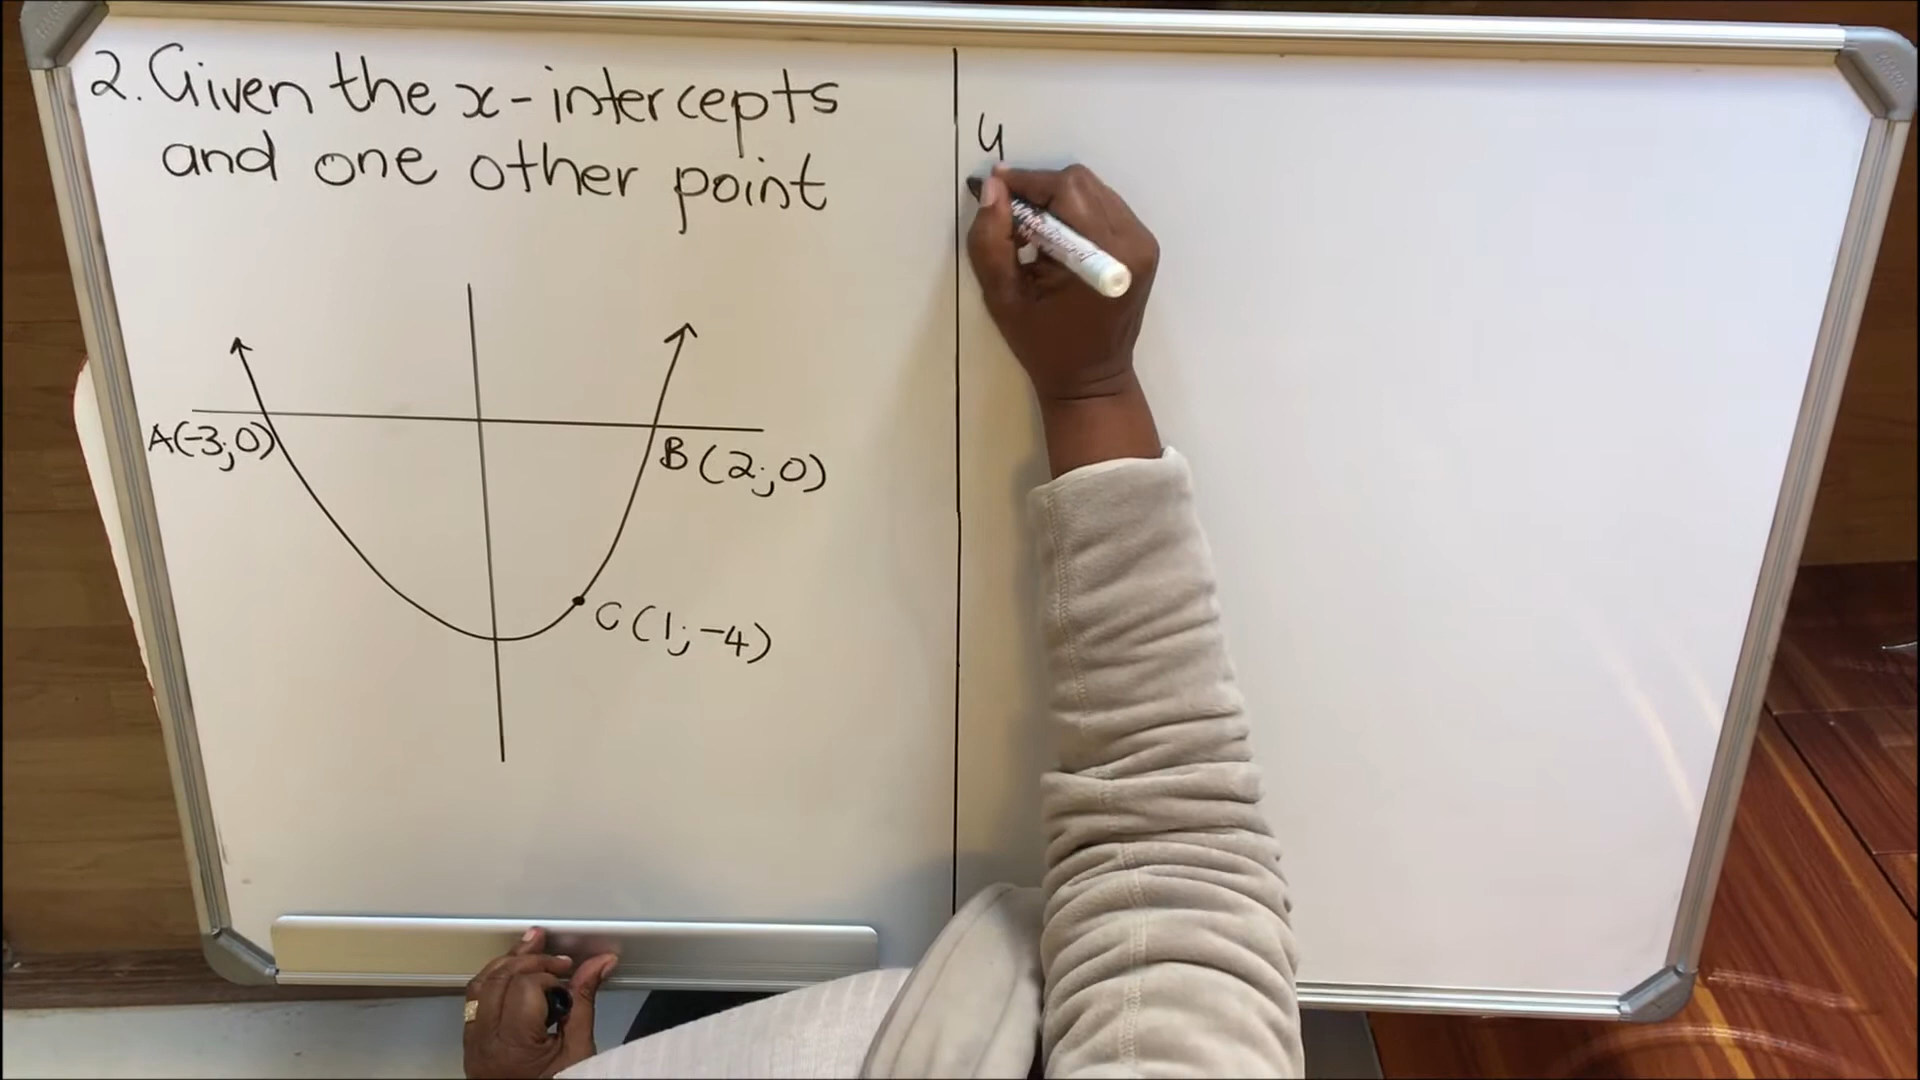 2. Given the x-intercepts
and one other point
A(-3;0)
B(2;0)
C(1;-4)
y